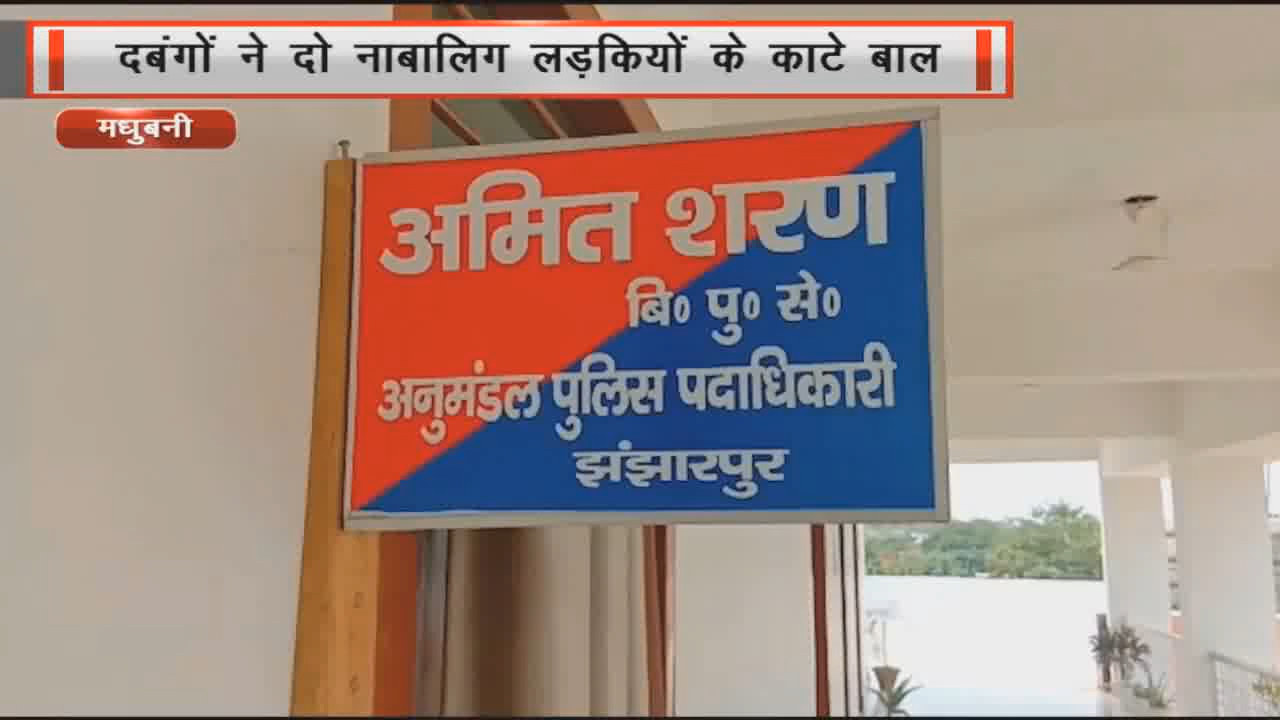 दबंगों ने दो नाबालिग लड़कियों के काटे बाल
मधुबनी
अमित शरण
बि० पु० से०
अनुमंडल पुलिस पदाधिकारी
झंझारपुर